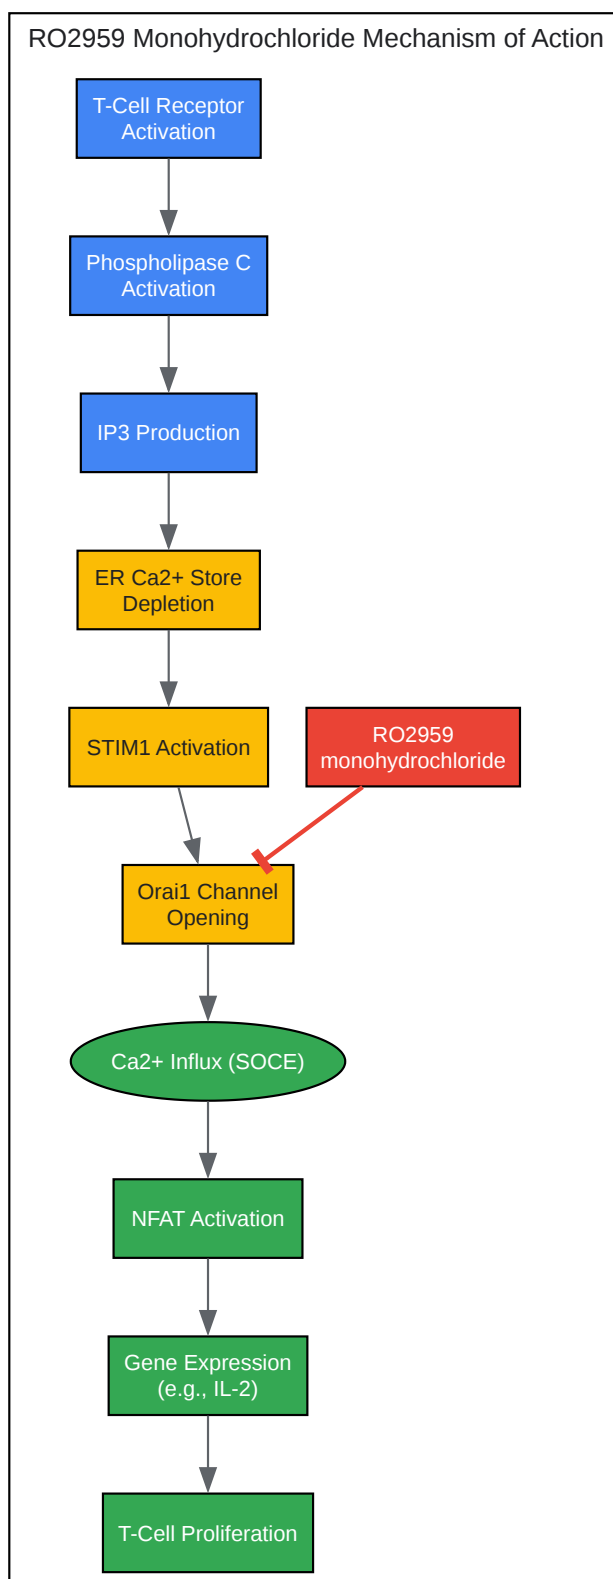 RO2959 Monohydrochloride Mechanism of Action
T-Cell Receptor
Activation
Phospholipase C
Activation
IP3 Production
ER Ca2+ Store
Depletion
STIM1 Activation
RO2959
monohydrochloride
Orai1 Channel
Opening
Ca2+ Influx (SOCE)
NFAT Activation
Gene Expression
(e.g., IL-2)
T-Cell Proliferation